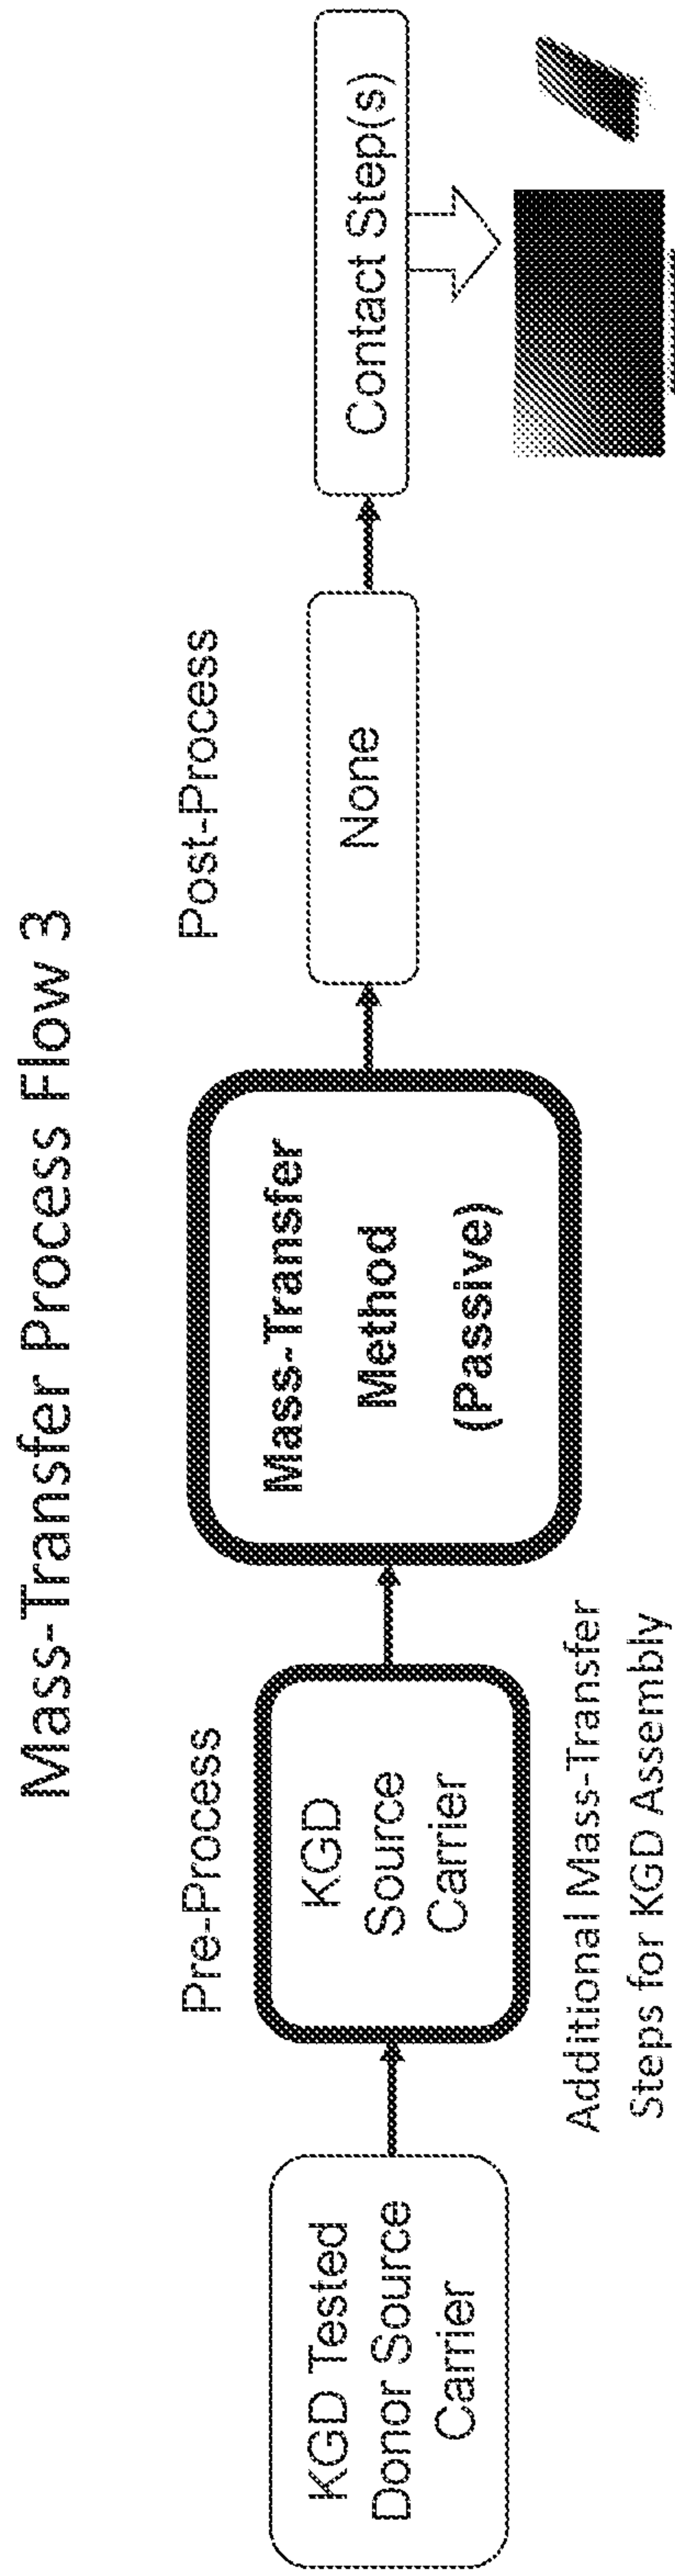 Mass-Transfer Process Flow 3
KGD Tested
Donor Source
Carrier
Pre-Process
KGD
Source
Carrier
Additional Mass-Transfer
Steps for KGD Assembly
Mass-Transfer
Method
(Passive)
Post-Process
None
Contact Step(s)